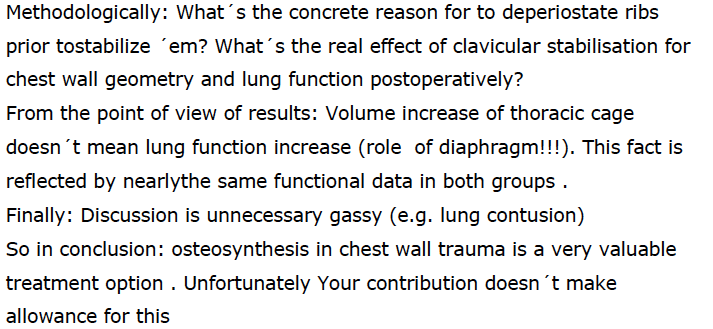 Methodologically: What´s the concrete reason for to deperiostate ribs
prior tostabilize ´em? What´s the real effect of clavicular stabilisation for
chest wall geometry and lung function postoperatively?
From the point of view of results: Volume increase of thoracic cage
doesn´t mean lung function increase (role  of diaphragm!!!). This fact is
reflected by nearlythe same functional data in both groups .
Finally: Discussion is unnecessary gassy (e.g. lung contusion)
So in conclusion: osteosynthesis in chest wall trauma is a very valuable
treatment option . Unfortunately Your contribution doesn´t make
allowance for this